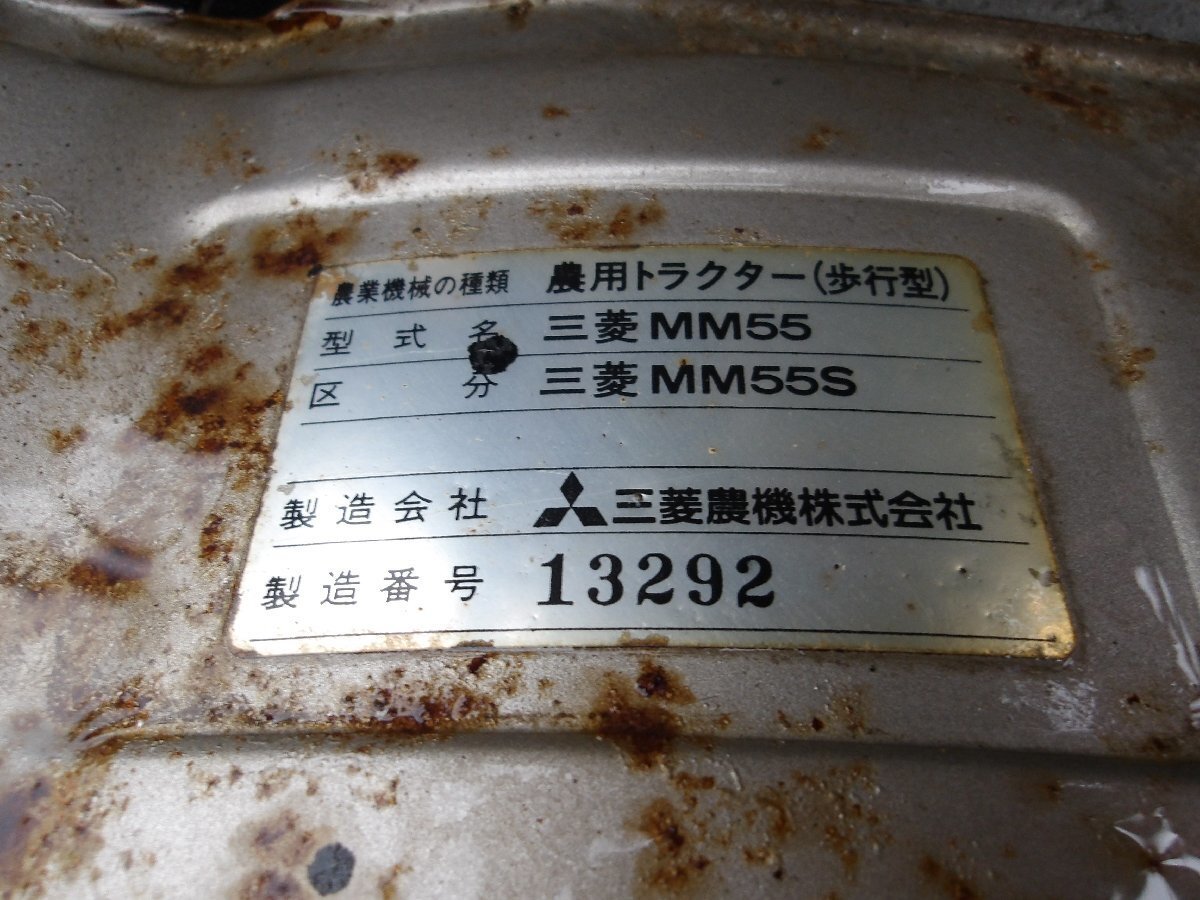 農業機械の種類 農用トラクター(歩行型)
型式名 三菱MM55
区分 三菱MM55S
製造会社 三菱農機株式会社
製造番号 13292